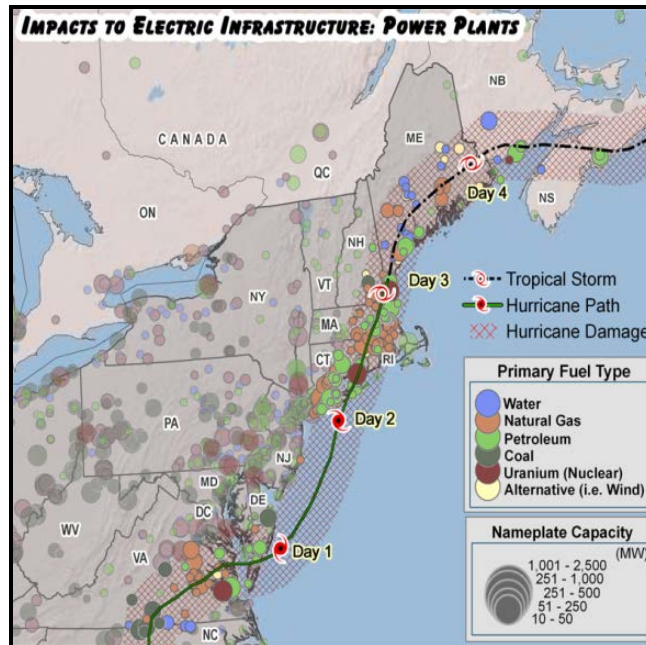 IMPACTS TO ELECTRIC INFRASTRUCTURE: POWER PLANTS
NB
CANADA
ME
QC
Day 4
NS
ON
NH
Day 3
VT
NY
MA
CT
RI
Day 2
PA
NJ
MD
DE
DC
WV
Day 1
VA
NC
Tropical Storm
Hurricane Path
Hurricane Damage
Primary Fuel Type
Water
Natural Gas
Petroleum
Coal
Uranium (Nuclear)
Alternative (i.e. Wind)
Nameplate Capacity
(MW)
1,001 - 2,500
251 - 1,000
251 - 500
51 - 250
10 - 50